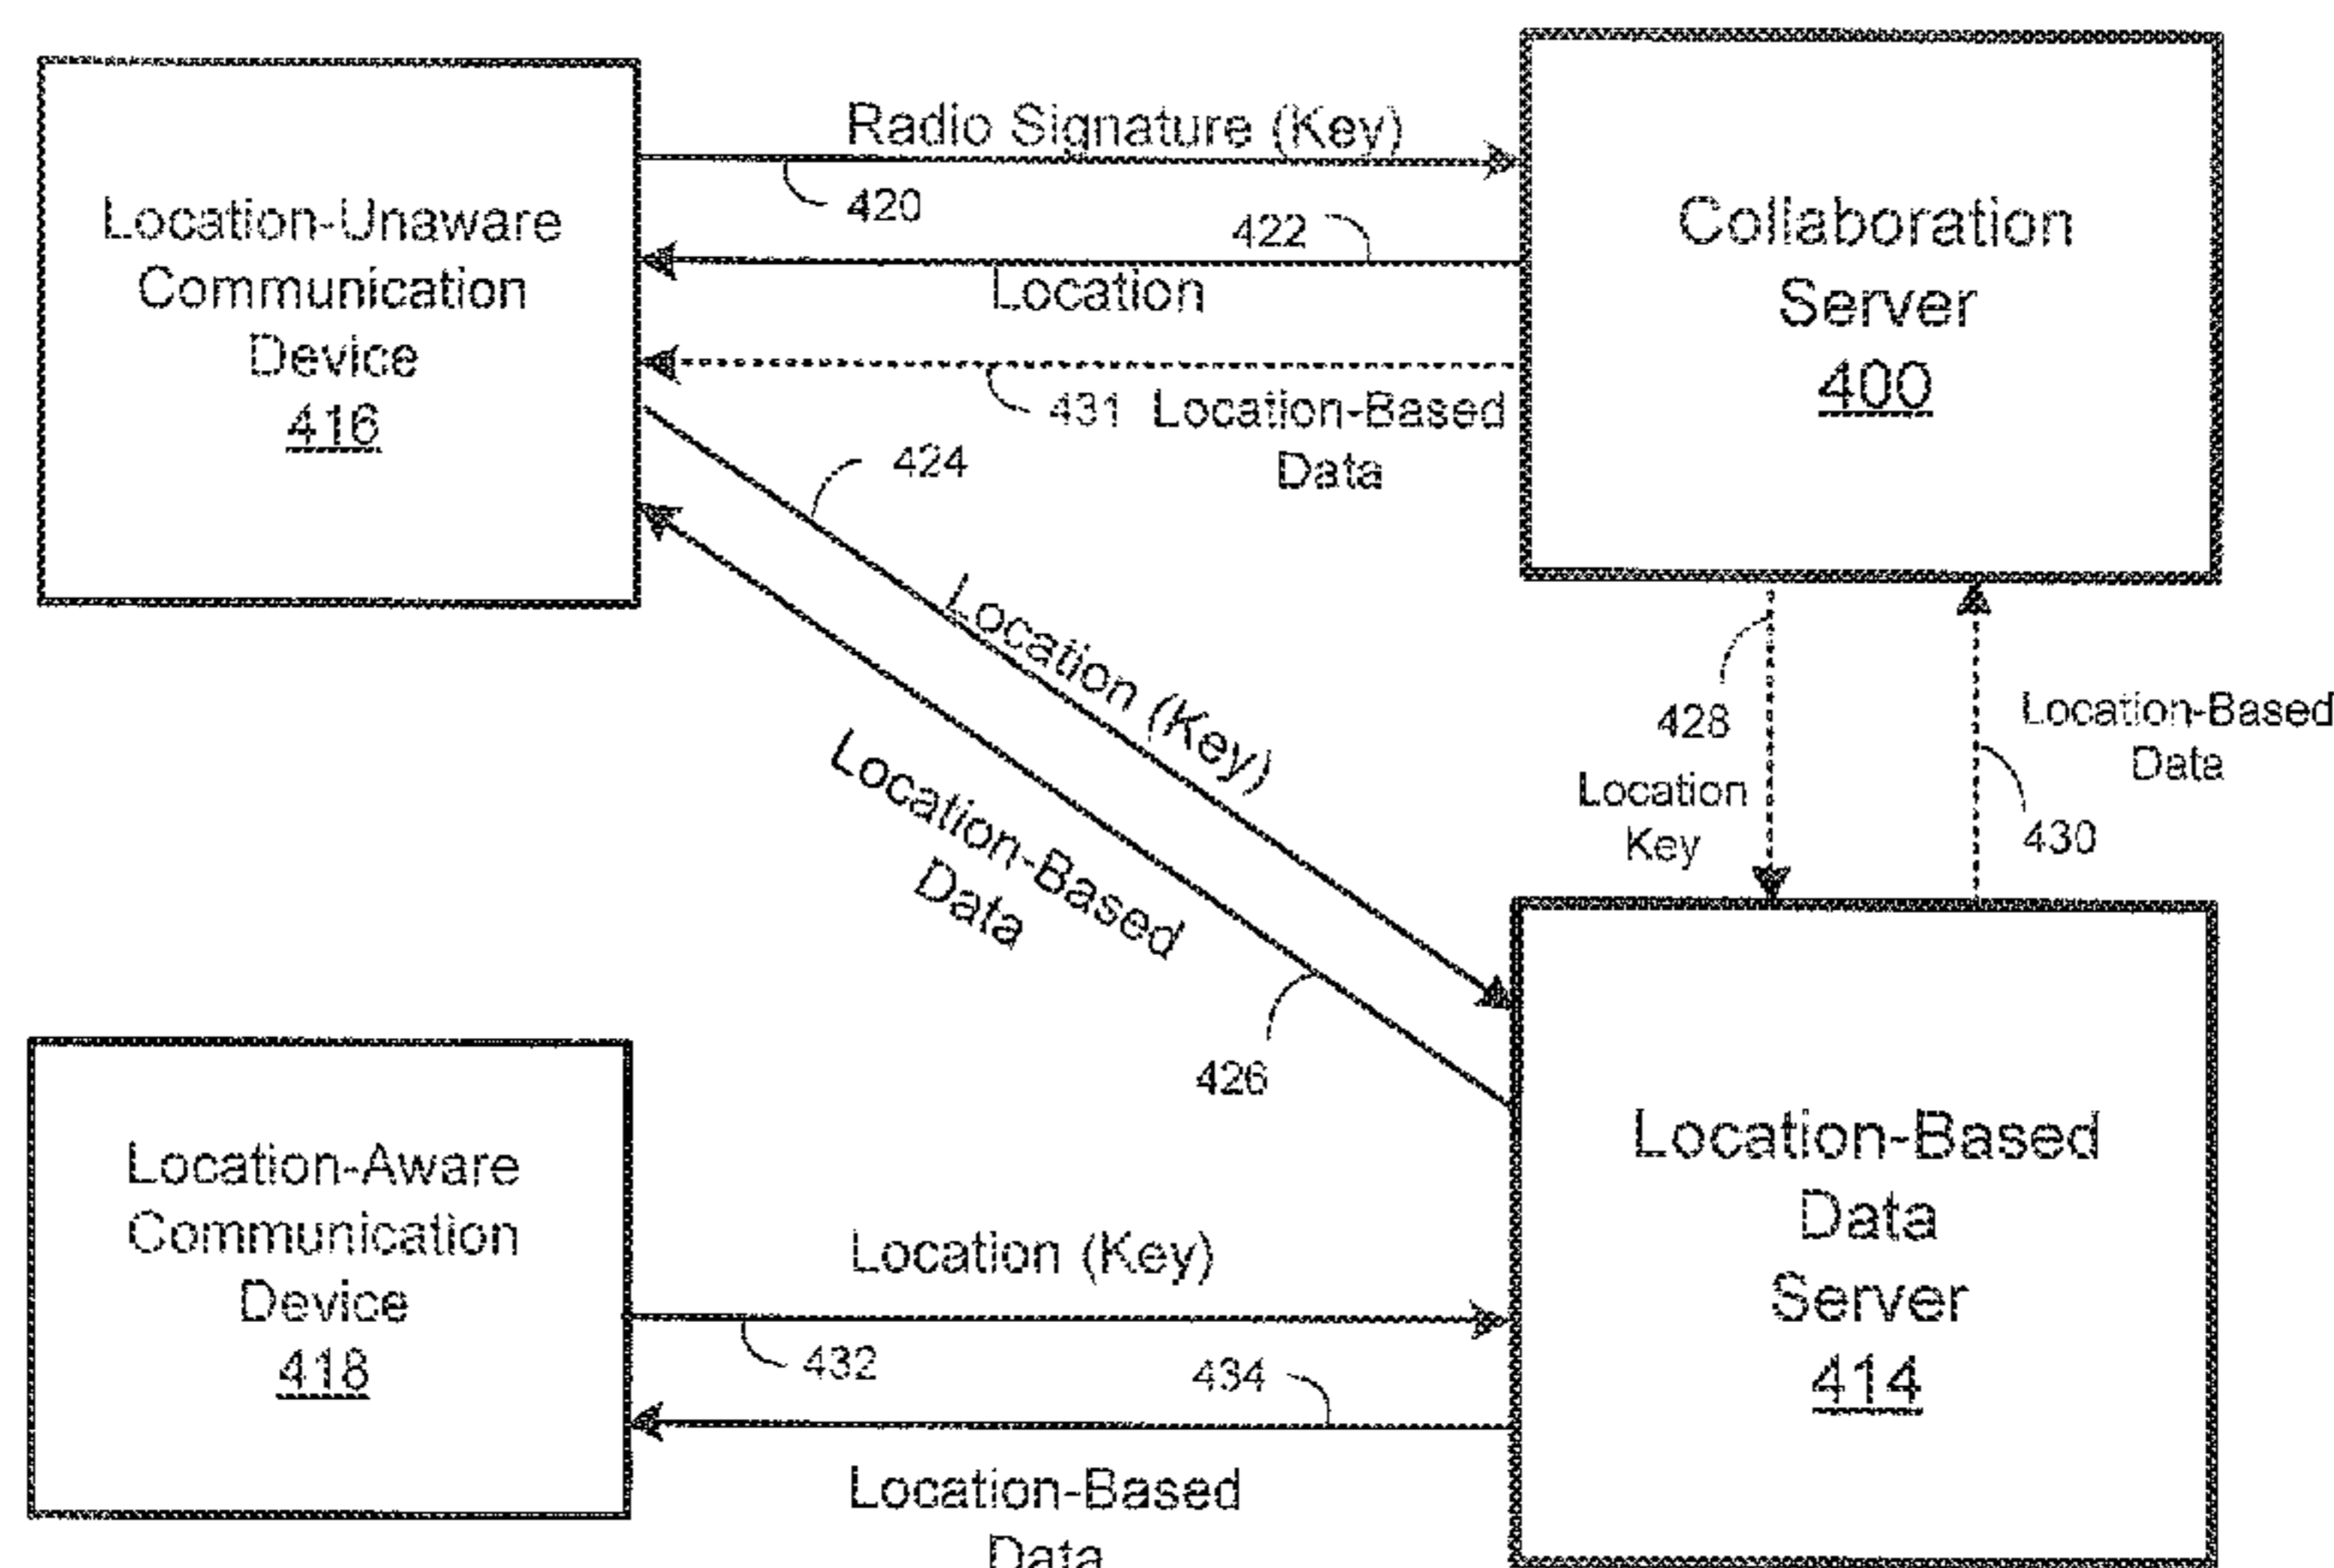 Location-Unaware
Communication
Device
416
Radio Signature (Key)
420
422
Location
431 Location-Based
Data
Collaboration
Server
400
424
Location (Key)
Location-Based
Data
426
428
Location
Key
Location-Based
Data
430
Location-Aware
Communication
Device
418
Location (Key)
432
434
Location-Based
Data
Location-Based
Data
Server
414